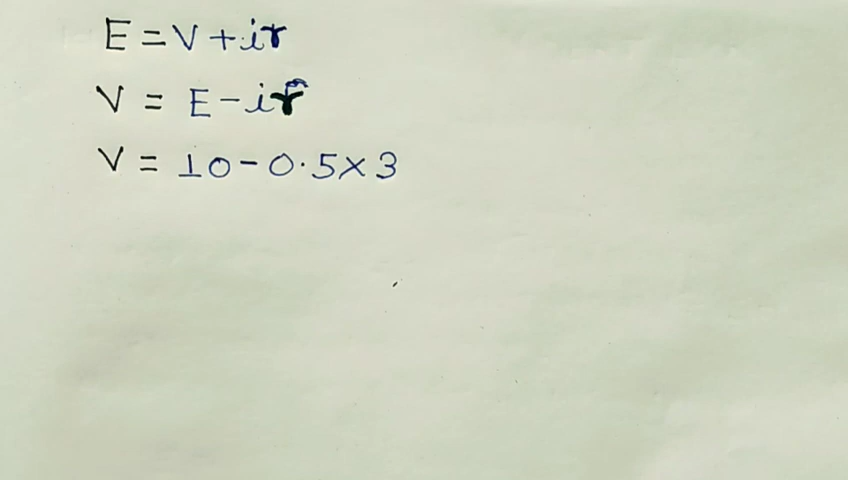 E = V + ir
V = E - ir
V = 10 - 0.5 × 3